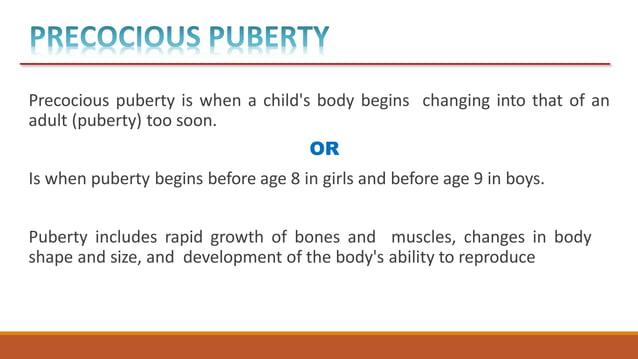 PRECOCIOUS PUBERTY
Precocious puberty is when a child's body begins changing into that of an
adult (puberty) too soon.
OR
Is when puberty begins before age 8 in girls and before age 9 in boys.
Puberty includes rapid growth of bones and muscles, changes in body
shape and size, and development of the body's ability to reproduce